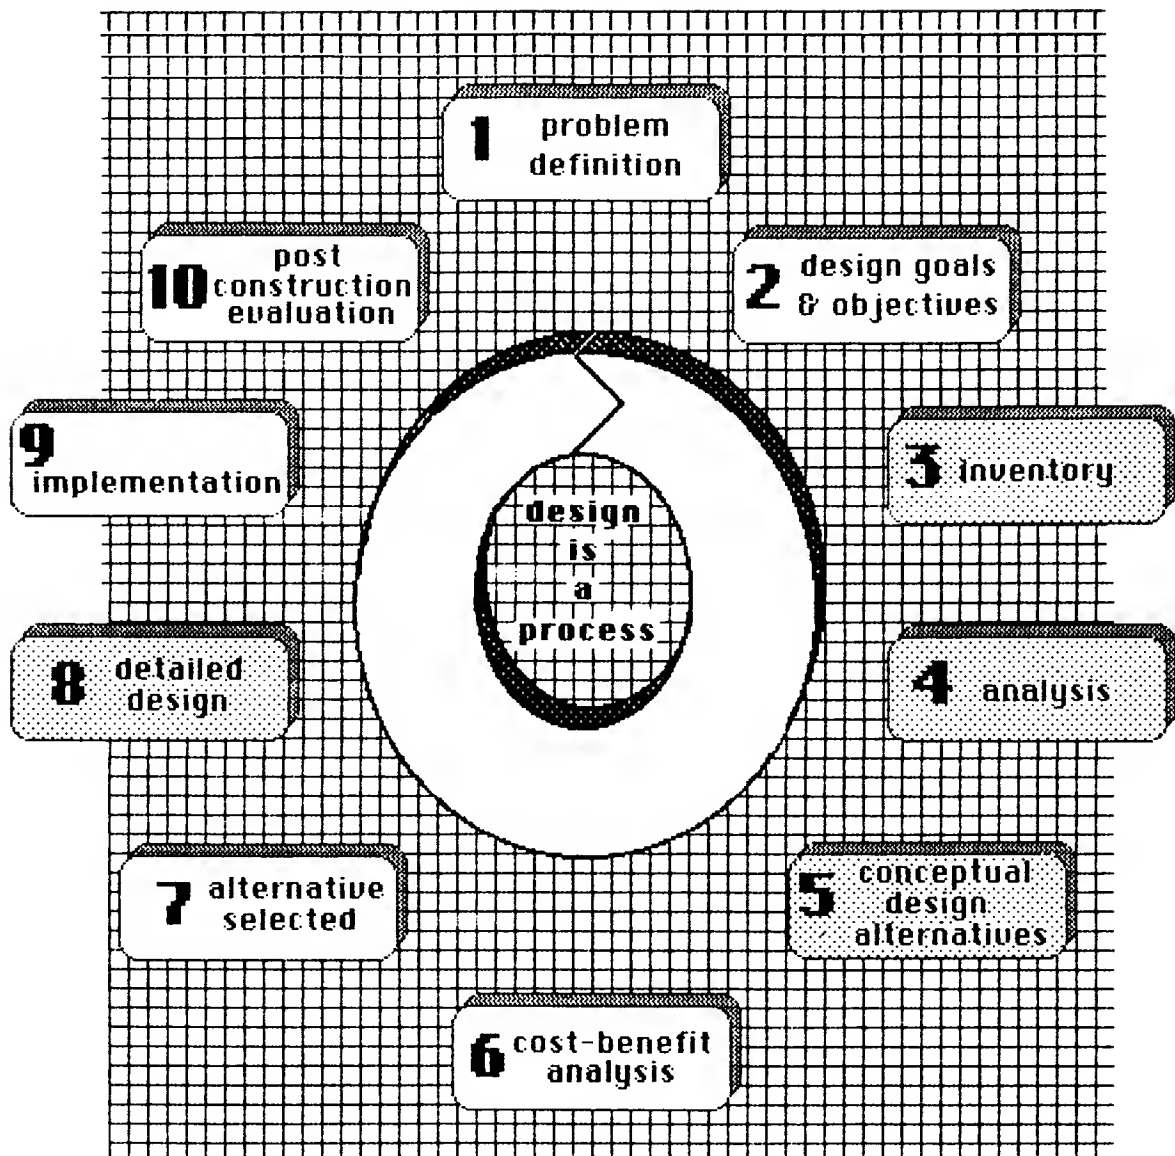 1 problem
definition
2 design goals
& objectives
3 inventory
4 analysis
5 conceptual
design
alternatives
6 cost-benefit
analysis
7 alternative
selected
8 detailed
design
9
implementation
10 post
construction
evaluation
design
is
a
process